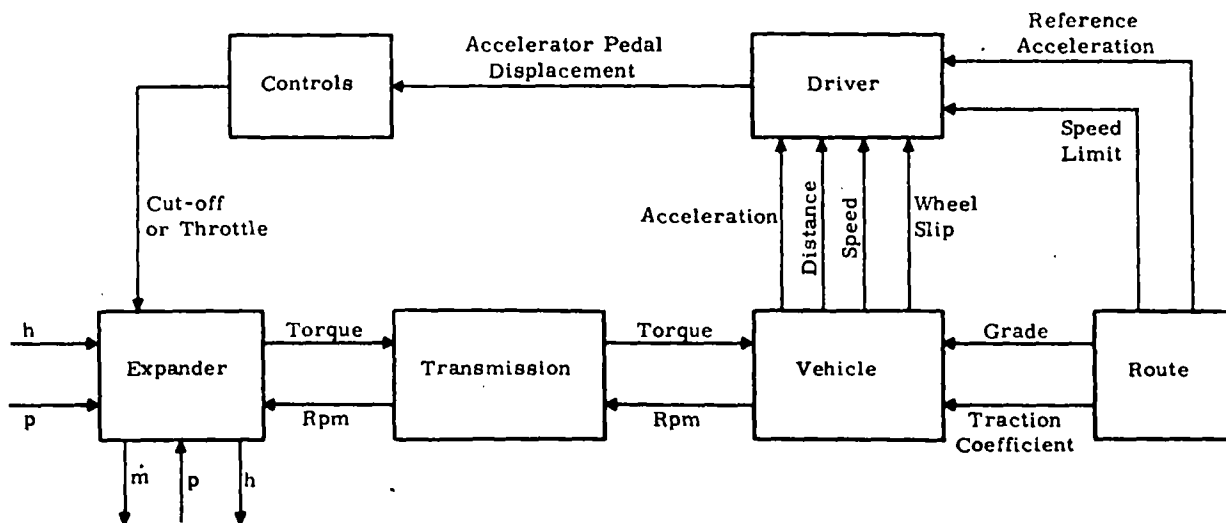 Reference
Acceleration
Accelerator Pedal
Displacement
Controls
Driver
Speed
Limit
Cut-off
or Throttle
Acceleration
Distance
Speed
Wheel
Slip
h
Torque
Torque
Grade
Expander
Transmission
Vehicle
Route
p
Rpm
Rpm
Traction
Coefficient
ṁ
p
h